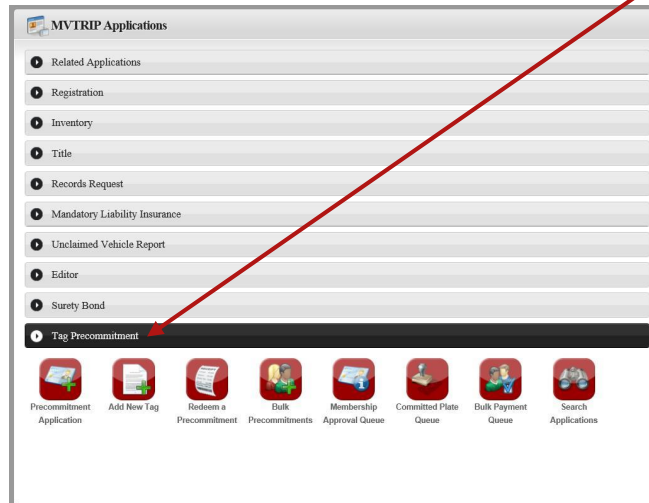 MVTRIP Applications
Related Applications
Registration
Inventory
Title
Records Request
Mandatory Liability Insurance
Unclaimed Vehicle Report
Editor
Surety Bond
Tag Precommitment
Precommitment Add New Tag Redeem a Bulk Membership Committed Plate Bulk Payment Search
Application Precommitment Precommitments Approval Queue Queue Queue Applications